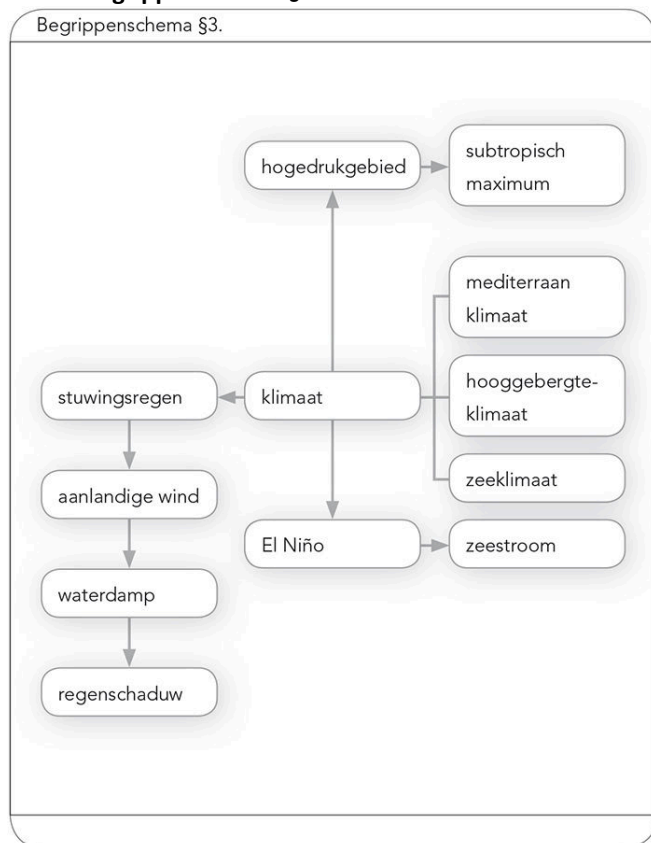 Begrippenschema §3.
hogedrukgebied
subtropisch
maximum
mediterraan
klimaat
stuwingsregen
klimaat
hooggebergte-
klimaat
aanlandige wind
zeeklimaat
El Niño
zeestroom
waterdamp
regenschaduw